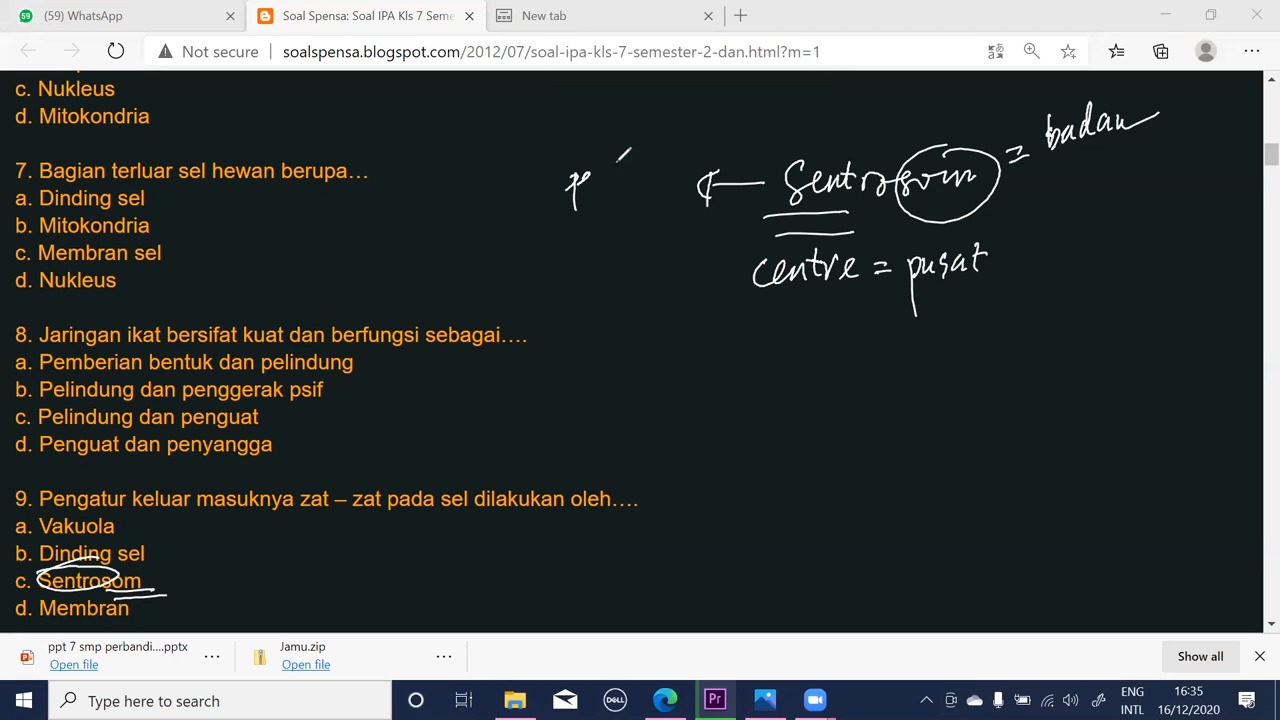 (59) WhatsApp
Soal Spensa: Soal IPA Kls 7 Seme
New tab
Not secure
soalspensa.blogspot.com/2012/07/soal-ipa-kls-7-semester-2-dan.html?m=1
c. Nukleus
d. Mitokondria
7. Bagian terluar sel hewan berupa…
a. Dinding sel
b. Mitokondria
c. Membran sel
d. Nukleus
Sentrosom = badan
centre = pusat
8. Jaringan ikat bersifat kuat dan berfungsi sebagai….
a. Pemberian bentuk dan pelindung
b. Pelindung dan penggerak psif
c. Pelindung dan penguat
d. Penguat dan penyangga
9. Pengatur keluar masuknya zat – zat pada sel dilakukan oleh….
a. Vakuola
b. Dinding sel
c. Sentrosom
d. Membran
ppt 7 smp perbandi....pptx
Open file
Jamu.zip
Open file
Show all
Type here to search
DELL
Pr
ENG
INTL
16:35
16/12/2020